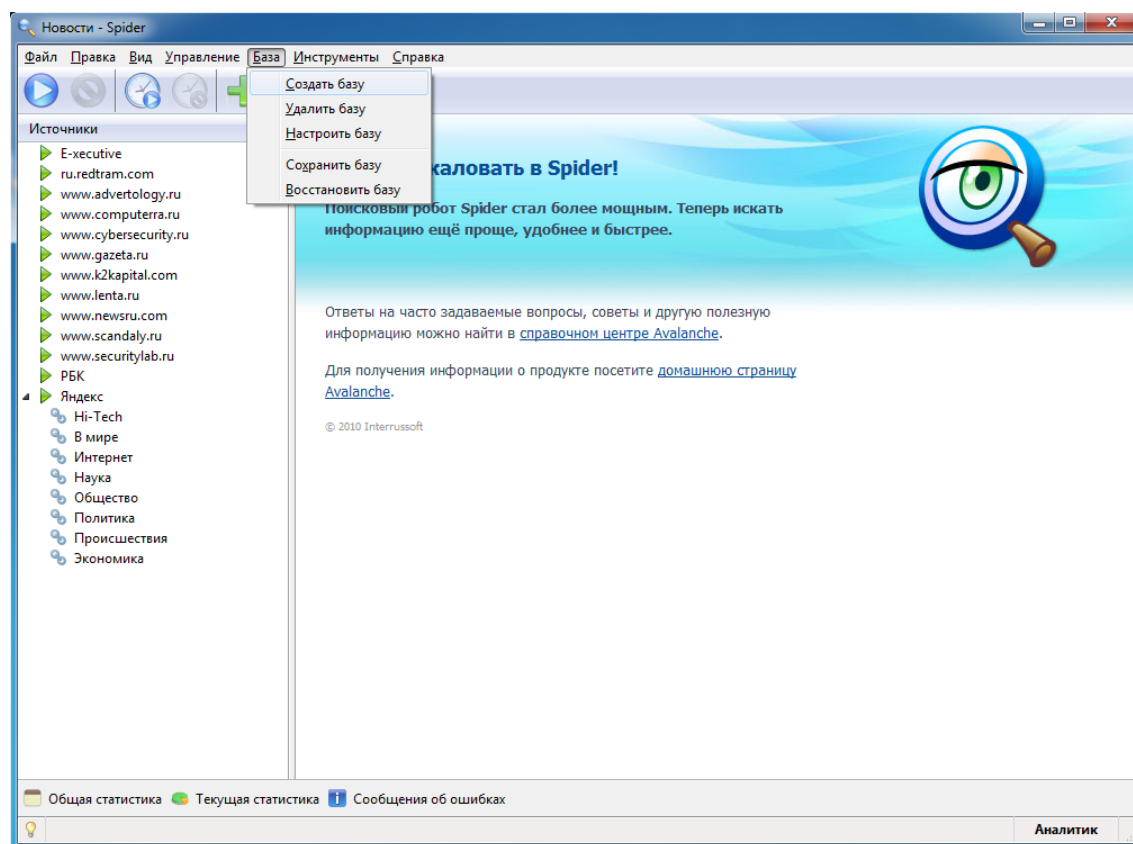 Новости - Spider
Файл Правка Вид Управление База Инструменты Справка
Создать базу
Удалить базу
Настроить базу
Сохранить базу
Восстановить базу
Источники
E-xecutive
ru.redtram.com
www.advertology.ru
www.computerra.ru
www.cybersecurity.ru
www.gazeta.ru
www.k2kapital.com
www.lenta.ru
www.newsru.com
www.scandaly.ru
www.securitylab.ru
РБК
Яндекс
Hi-Tech
В мире
Интернет
Наука
Общество
Политика
Происшествия
Экономика
каловать в Spider!
Поисковый робот Spider стал более мощным. Теперь искать
информацию ещё проще, удобнее и быстрее.
Ответы на часто задаваемые вопросы, советы и другую полезную
информацию можно найти в справочном центре Avalanche.
Для получения информации о продукте посетите домашнюю страницу
Avalanche.
© 2010 Interrussoft
Общая статистика Текущая статистика Сообщения об ошибках
Аналитик